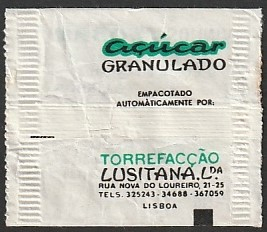 açúcar
GRANULADO
EMPACOTADO
AUTOMÀTICAMENTE POR:
TORREFACÇÃO
LUSITANA, L.DA
RUA NOVA DO LOUREIRO, 21-25
TELS. 325243 - 34688 - 367059
LISBOA